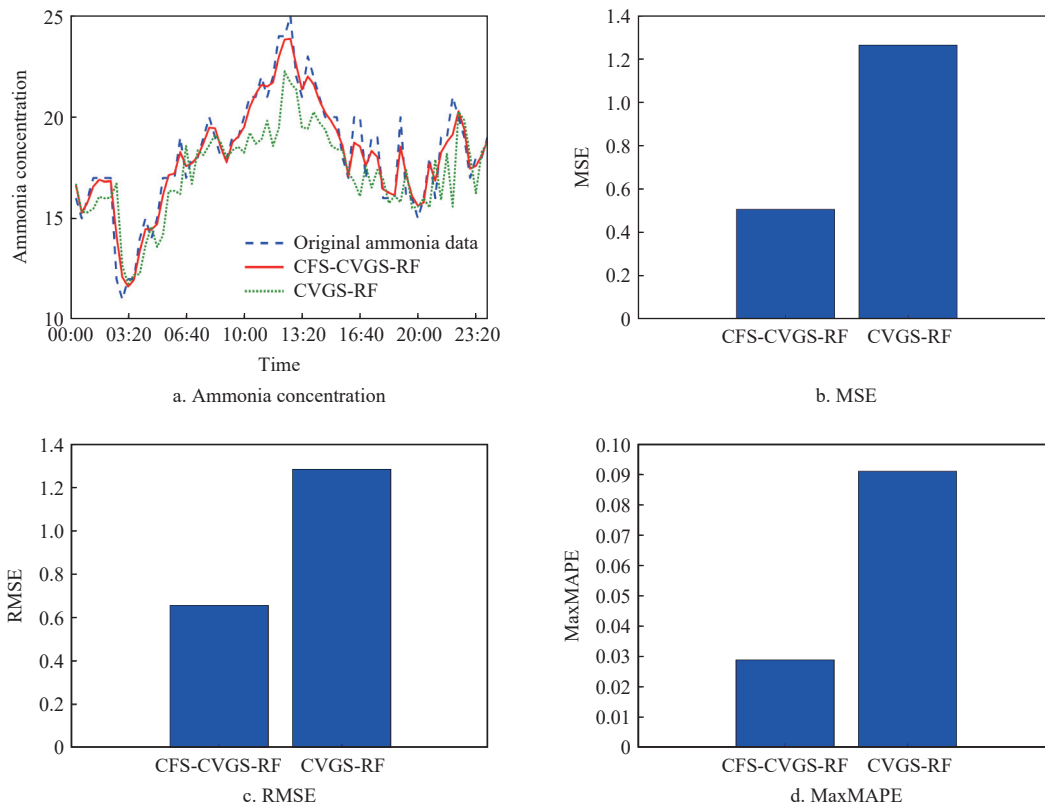 25
20
15
10
Ammonia concentration
Original ammonia data
CFS-CVGS-RF
CVGS-RF
00:00 03:20 06:40 10:00 13:20 16:40 20:00 23:20
Time
a. Ammonia concentration
1.4
1.2
1.0
0.8
0.6
0.4
0.2
0
MSE
CFS-CVGS-RF CVGS-RF
b. MSE
1.4
1.2
1.0
0.8
0.6
0.4
0.2
0
RMSE
CFS-CVGS-RF CVGS-RF
c. RMSE
0.10
0.09
0.08
0.07
0.06
0.05
0.04
0.03
0.02
0.01
0
MaxMAPE
CFS-CVGS-RF CVGS-RF
d. MaxMAPE